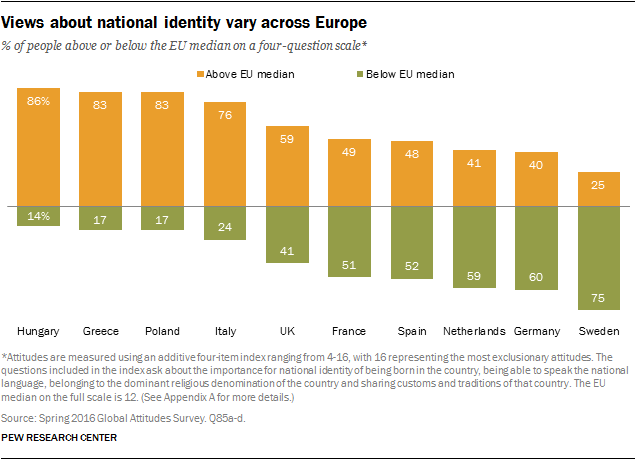 Views about national identity vary across Europe
% of people above or below the EU median on a four-question scale*
Above EU median Below EU median
86% 83 83 76 59 49 48 41 40 25
14% 17 17 24 41 51 52 59 60 75
Hungary Greece Poland Italy UK France Spain Netherlands Germany Sweden
*Attitudes are measured using an additive four-item index ranging from 4-16, with 16 representing the most exclusionary attitudes. The
questions included in the index ask about the importance for national identity of being born in the country, being able to speak the national
language, belonging to the dominant religious denomination of the country and sharing customs and traditions of that country. The EU
median on the full scale is 12. (See Appendix A for more details.)
Source: Spring 2016 Global Attitudes Survey. Q85a-d.
PEW RESEARCH CENTER